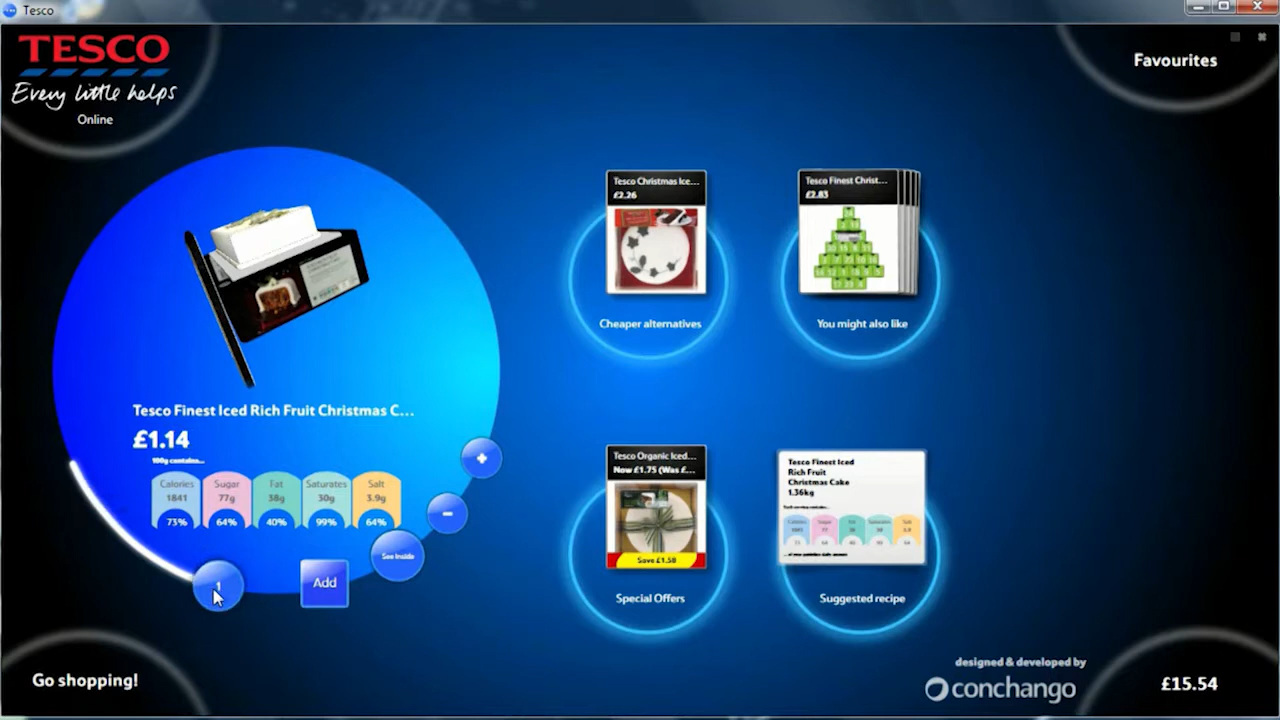 Tesco
TESCO
Every little helps
Online
Favourites
Tesco Finest Iced Rich Fruit Christmas C...
£1.14
100g contains...
Calories
1841
73%
Sugar
77g
64%
Fat
38g
40%
Saturates
30g
99%
Salt
3.9g
64%
+
-
See Inside
Add
1
Tesco Christmas Ice...
£2.26
Cheaper alternatives
Tesco Finest Christ...
£2.83
You might also like
Tesco Organic Iced...
Now £1.75 (Was £...
Save £1.50
Special Offers
Tesco Finest Iced
Rich Fruit
Christmas Cake
1.36kg
Suggested recipe
Go shopping!
designed & developed by
conchango
£15.54